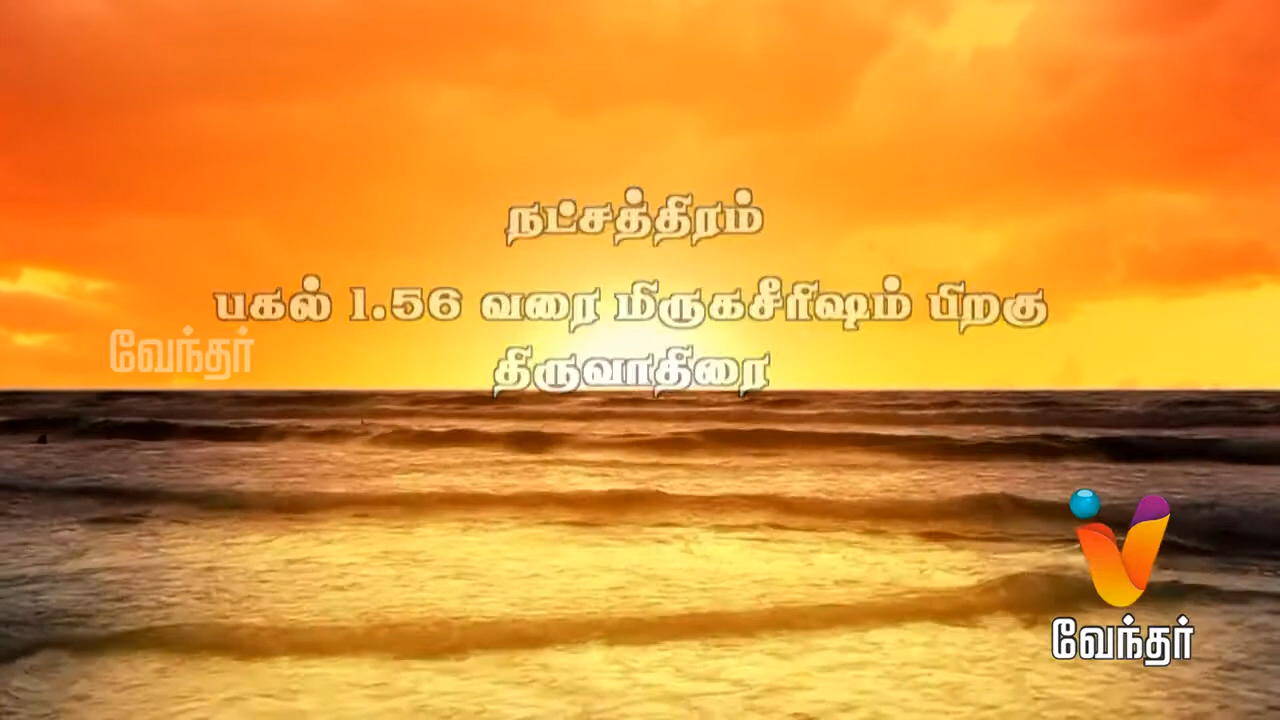 நட்சத்திரம்
பகல் 1.56 வரை மிருகசீரிஷம் பிறகு
திருவாதிரை
வேந்தர்
வேந்தர்